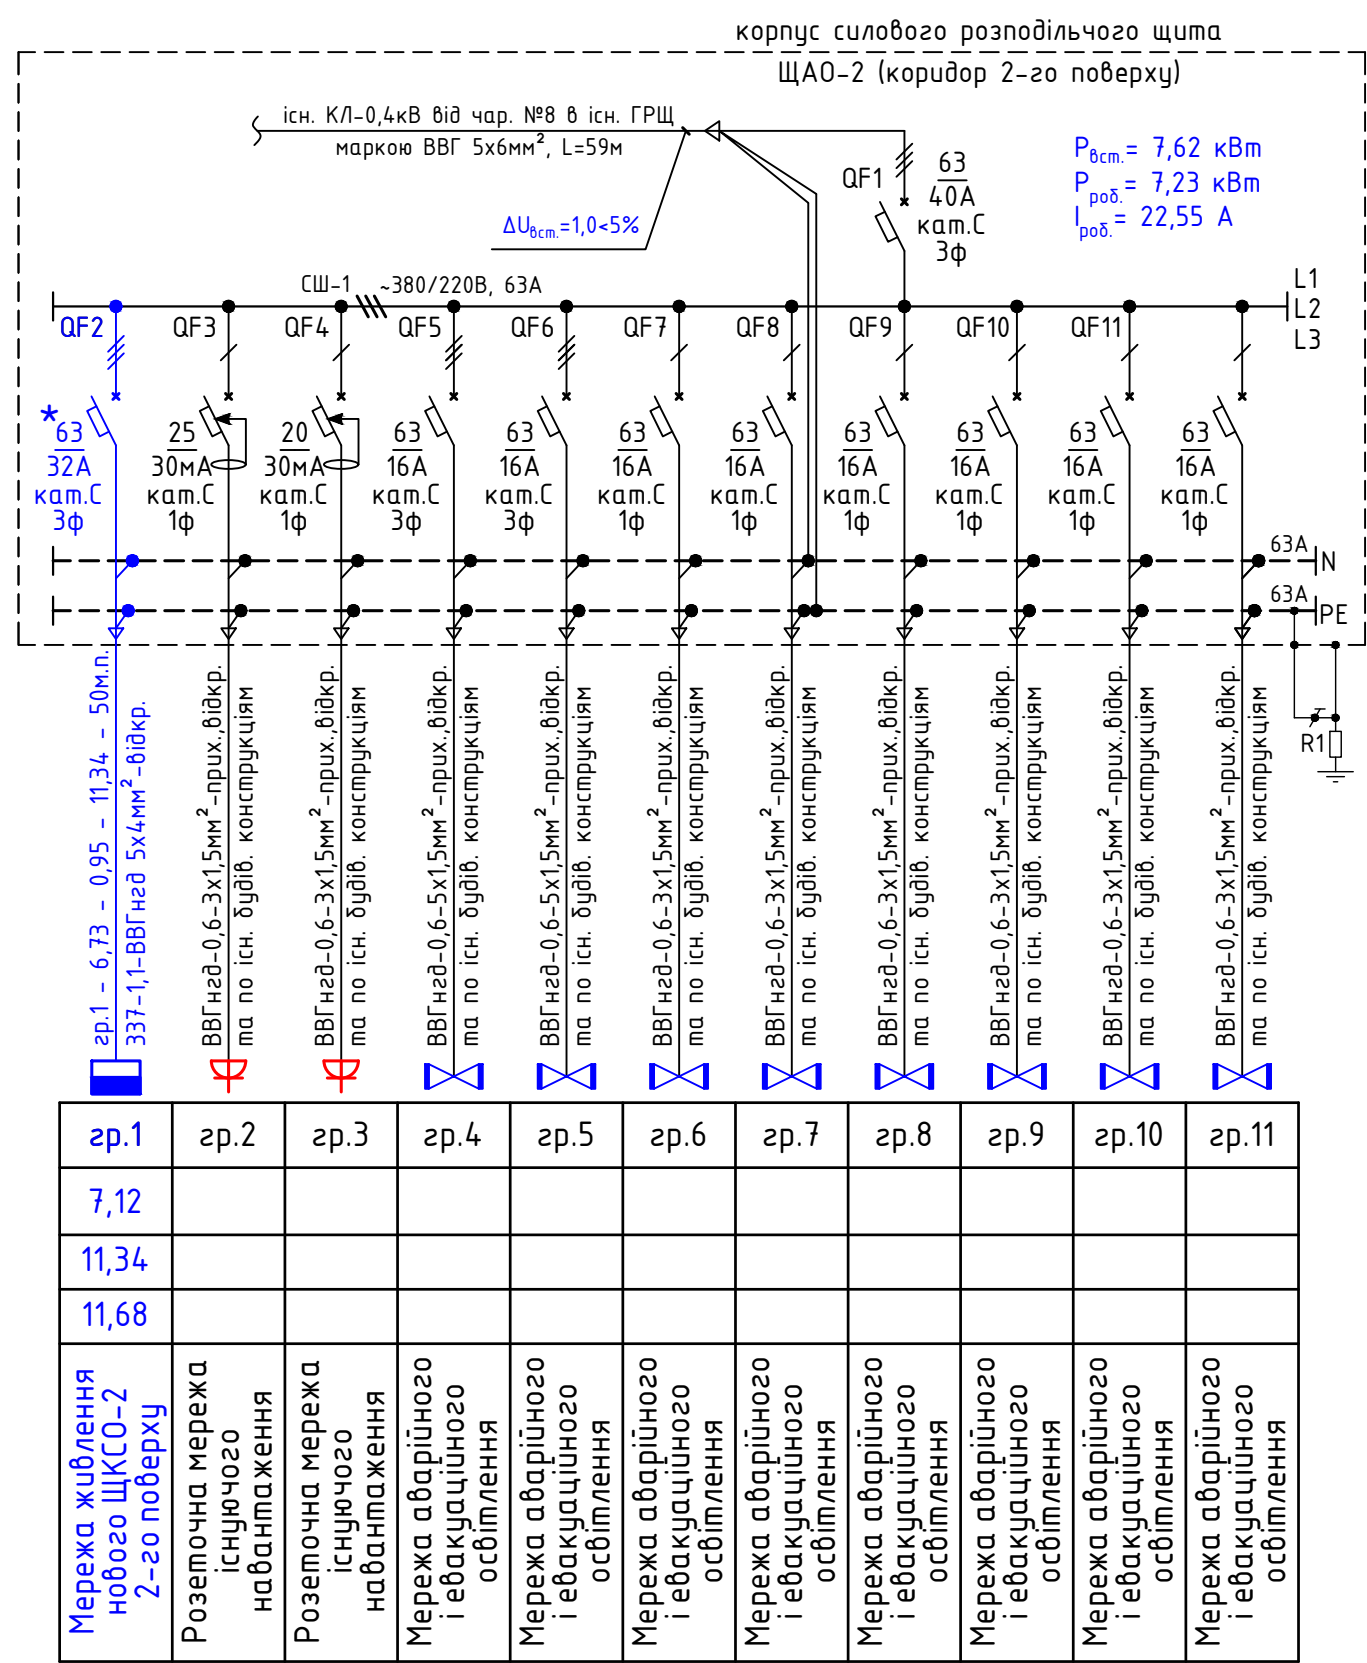 корпус силового розподільчого щита
ЩАО-2 (коридор 2-го поверху)
існ. КЛ-0,4кВ від чар. №8 в існ. ГРЩ
маркою ВВГ 5х6мм², L=59м
ΔUвст.=1,0<5%
QF1
63
40А
кат.С
3ф
Рвст.= 7,62 кВт
Рроб.= 7,23 кВт
Іроб.= 22,55 А
СШ-1
~380/220В, 63А
L1
L2
L3
QF2 QF3 QF4 QF5 QF6 QF7 QF8 QF9 QF10 QF11
*
63 25 20 63 63 63 63 63 63 63 63
32А 30мА 30мА 16А 16А 16А 16А 16А 16А 16А 16А
кат.С кат.С кат.С кат.С кат.С кат.С кат.С кат.С кат.С кат.С кат.С
3ф 1ф 1ф 3ф 3ф 1ф 1ф 1ф 1ф 1ф 1ф
63А N
63А PE
R1
гр.1 - 6,73 - 0,95 - 11,34 - 50м.п.
337-1,1-ВВГнгд 5х4мм²-відкр.
ВВГнгд-0,6-3х1,5мм²-прих.,відкр.
та по існ. будів. конструкціям
ВВГнгд-0,6-3х1,5мм²-прих.,відкр.
та по існ. будів. конструкціям
ВВГнгд-0,6-5х1,5мм²-прих.,відкр.
та по існ. будів. конструкціям
ВВГнгд-0,6-5х1,5мм²-прих.,відкр.
та по існ. будів. конструкціям
ВВГнгд-0,6-3х1,5мм²-прих.,відкр.
та по існ. будів. конструкціям
ВВГнгд-0,6-3х1,5мм²-прих.,відкр.
та по існ. будів. конструкціям
ВВГнгд-0,6-3х1,5мм²-прих.,відкр.
та по існ. будів. конструкціям
ВВГнгд-0,6-3х1,5мм²-прих.,відкр.
та по існ. будів. конструкціям
ВВГнгд-0,6-3х1,5мм²-прих.,відкр.
та по існ. будів. конструкціям
ВВГнгд-0,6-3х1,5мм²-прих.,відкр.
та по існ. будів. конструкціям
гр.1 гр.2 гр.3 гр.4 гр.5 гр.6 гр.7 гр.8 гр.9 гр.10 гр.11
7,12
11,34
11,68
Мережа живлення
нового ЩКСО-2
2-го поверху
Розеточна мережа
існуючого
навантаження
Розеточна мережа
існуючого
навантаження
Мережа аварійного
і евакуаційного
освітлення
Мережа аварійного
і евакуаційного
освітлення
Мережа аварійного
і евакуаційного
освітлення
Мережа аварійного
і евакуаційного
освітлення
Мережа аварійного
і евакуаційного
освітлення
Мережа аварійного
і евакуаційного
освітлення
Мережа аварійного
і евакуаційного
освітлення
Мережа аварійного
і евакуаційного
освітлення